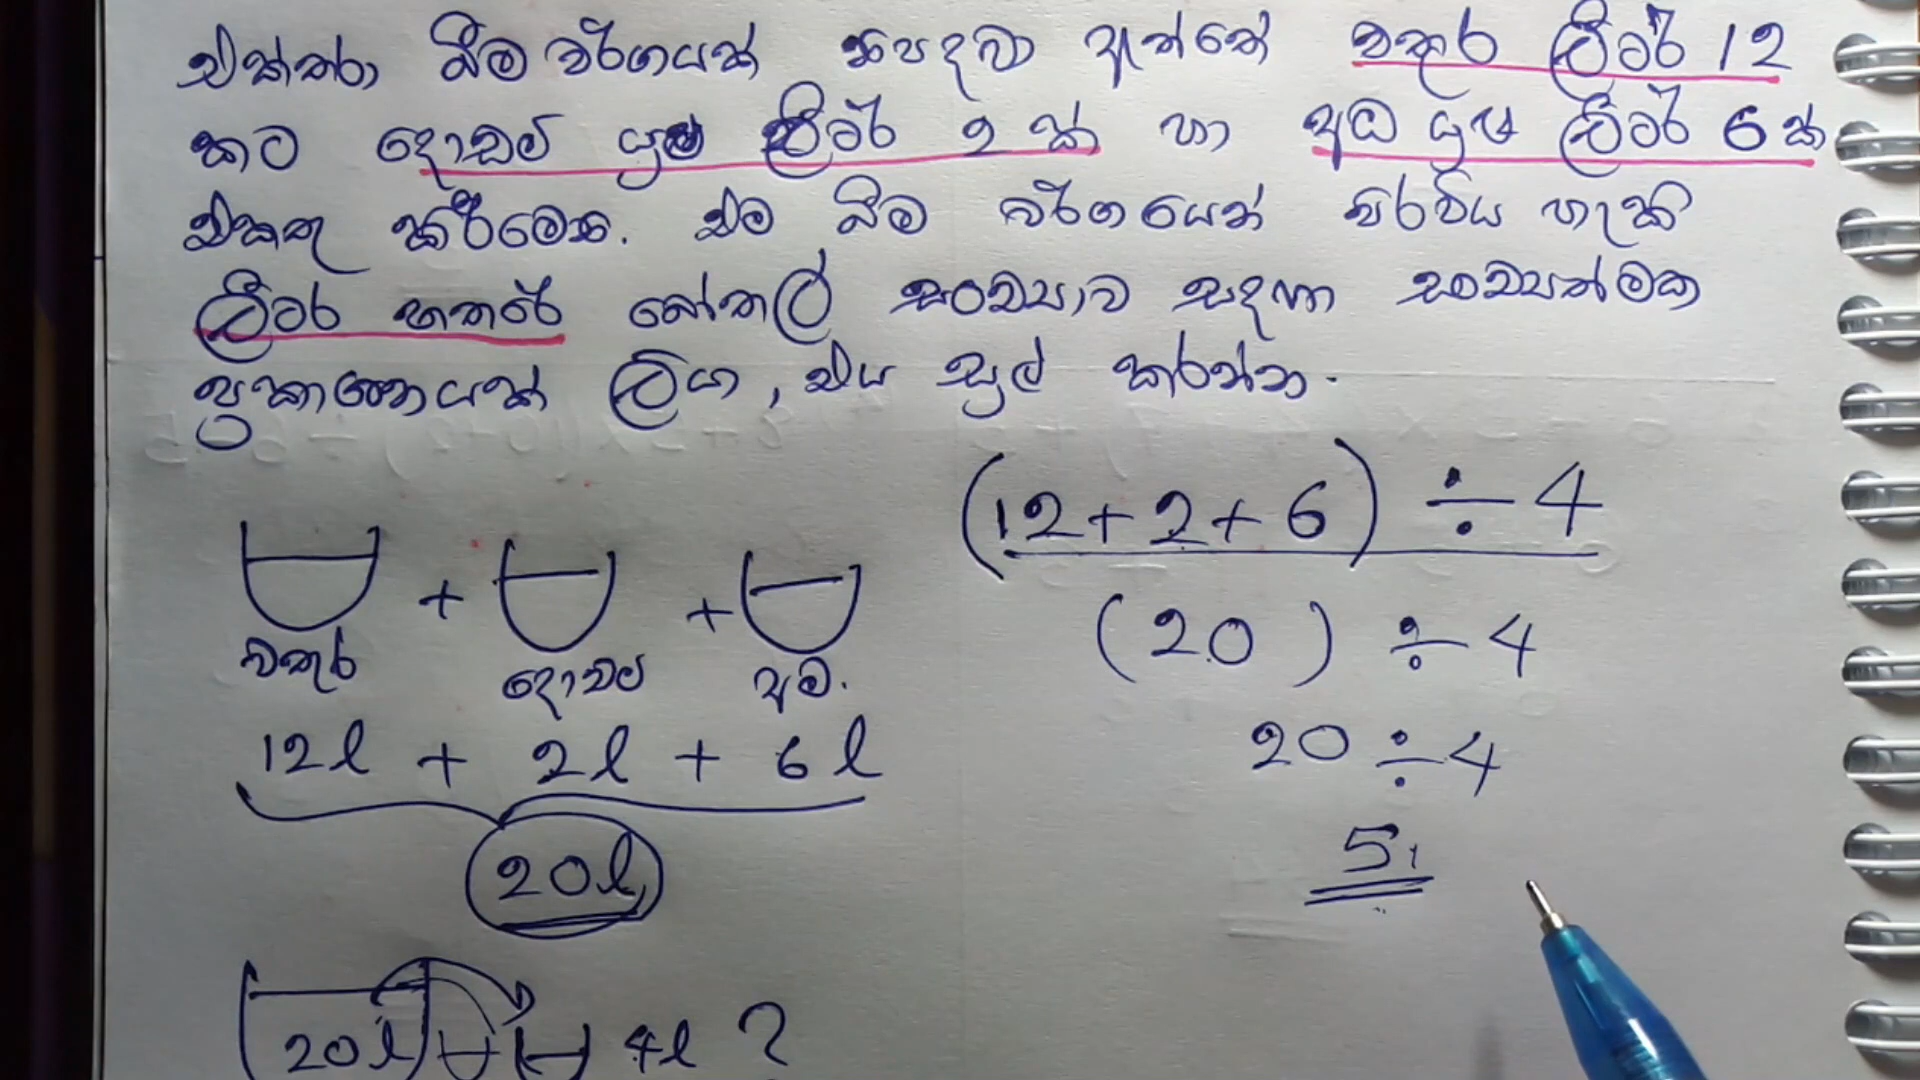 එක්තරා බීම වර්ගයක් සපදවා ඇත්තේ වතුර ලීටර් 12
කට දොඩම් යුෂ ලීටර් 2 ක් හා අඹ යුෂ ලීටර් 6 ක්
එකතු කිරීමෙන. එම බීම වර්ගයෙන් පිරවිය හැකි
ලීටර හතරේ බෝතල් සංඛ්‍යාව සඳහා සංඛ්‍යාත්මක
ප්‍රකාශනයක් ලියා, එය සුලු කරන්න.
(12+2+6) ÷ 4
(20) ÷ 4
20 ÷ 4
5
+ +
වතුර දොඩම් අඹ.
12l + 2l + 6l
20l
20l 4l ?